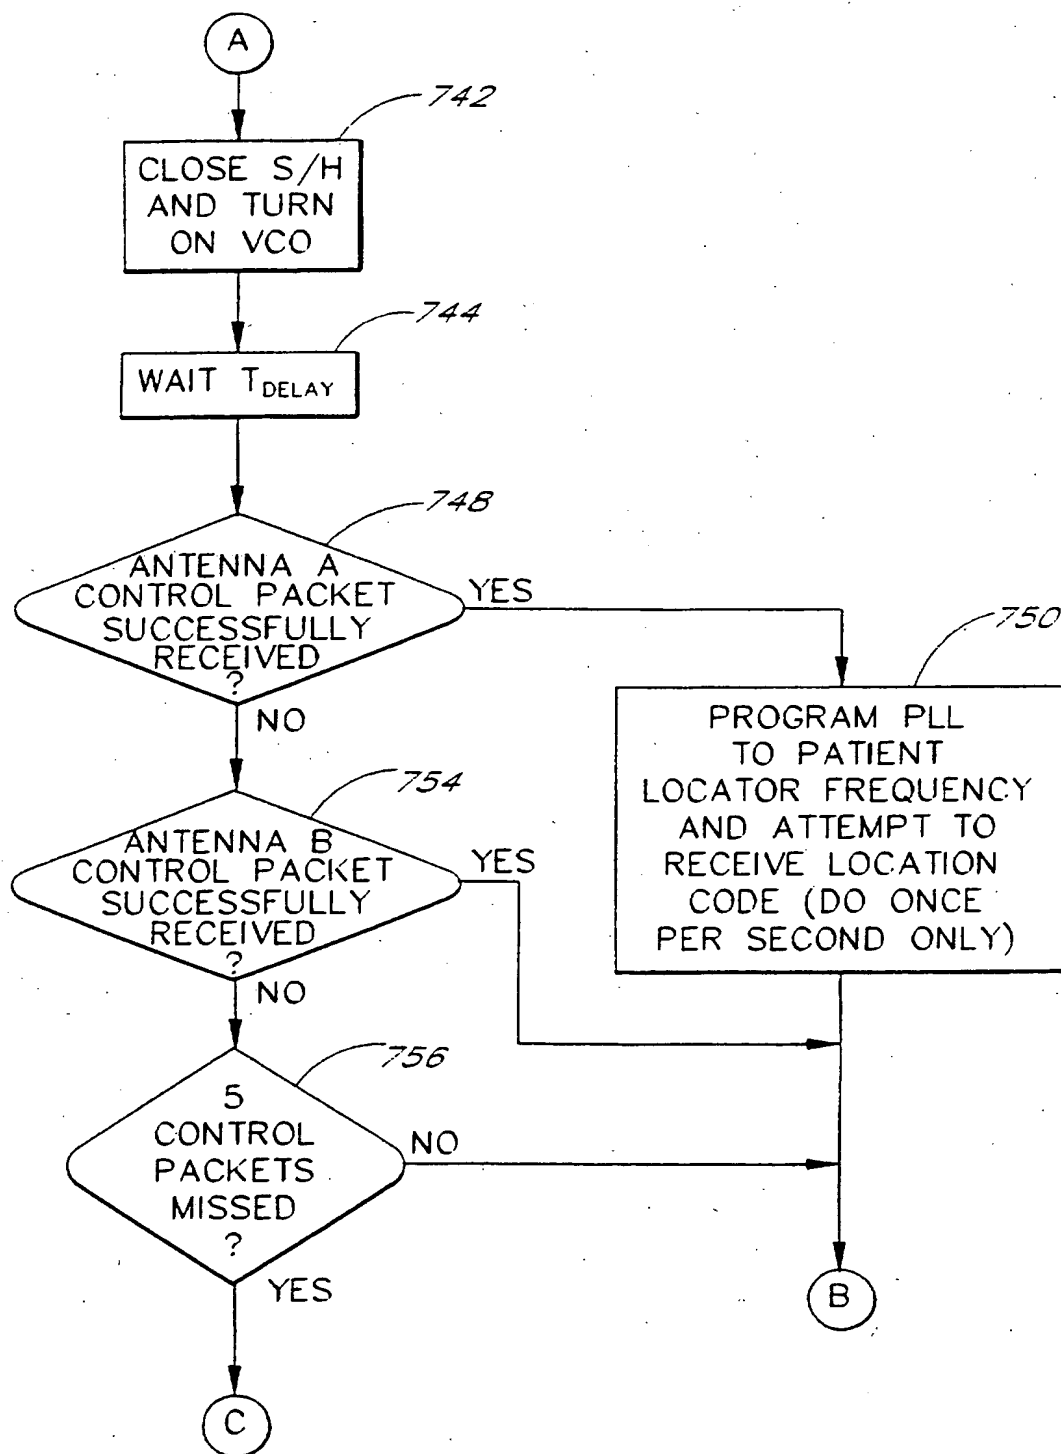 A
742
CLOSE S/H
AND TURN
ON VCO
744
WAIT T_DELAY
748
ANTENNA A
CONTROL PACKET
SUCCESSFULLY
RECEIVED
?
YES
NO
750
PROGRAM PLL
TO PATIENT
LOCATOR FREQUENCY
AND ATTEMPT TO
RECEIVE LOCATION
CODE (DO ONCE
PER SECOND ONLY)
754
ANTENNA B
CONTROL PACKET
SUCCESSFULLY
RECEIVED
?
YES
NO
756
5
CONTROL
PACKETS
MISSED
?
NO
YES
B
C